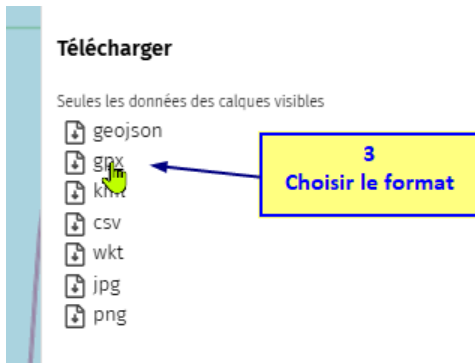 Télécharger
Seules les données des calques visibles
geojson
gpx
3
Choisir le format
kml
csv
wkt
jpg
png